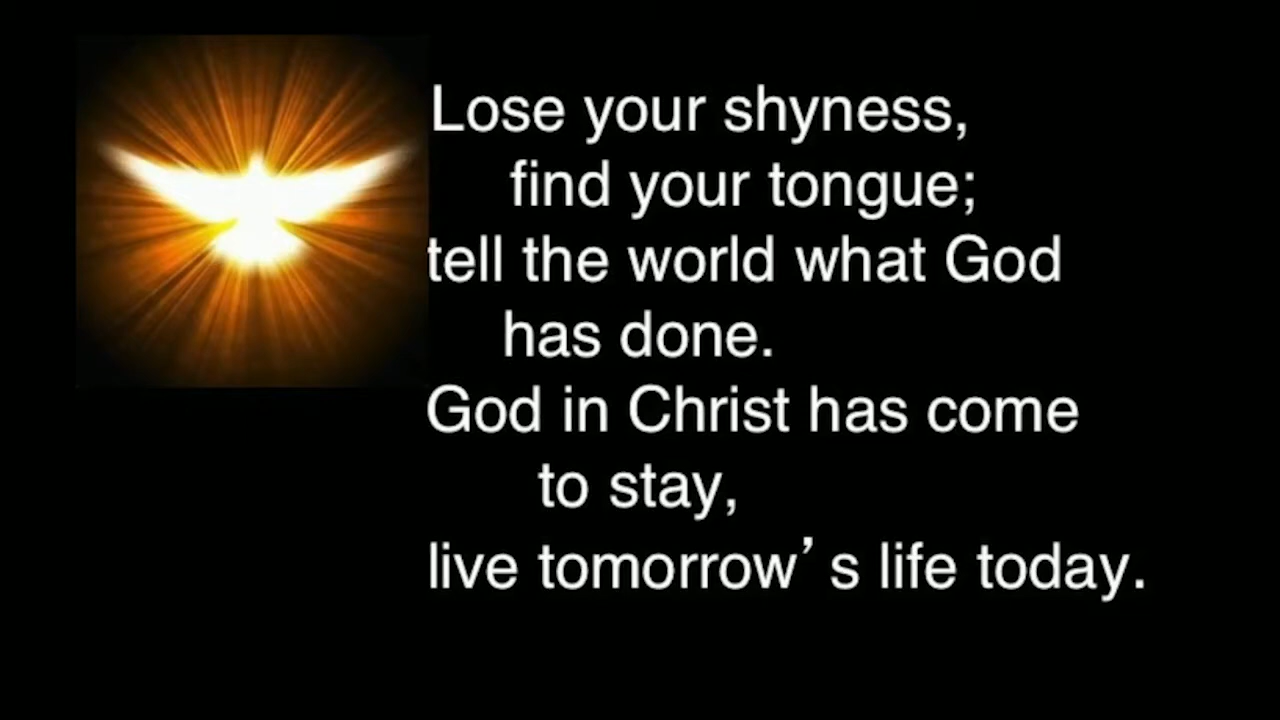 Lose your shyness,
find your tongue;
tell the world what God
has done.
God in Christ has come
to stay,
live tomorrow’s life today.